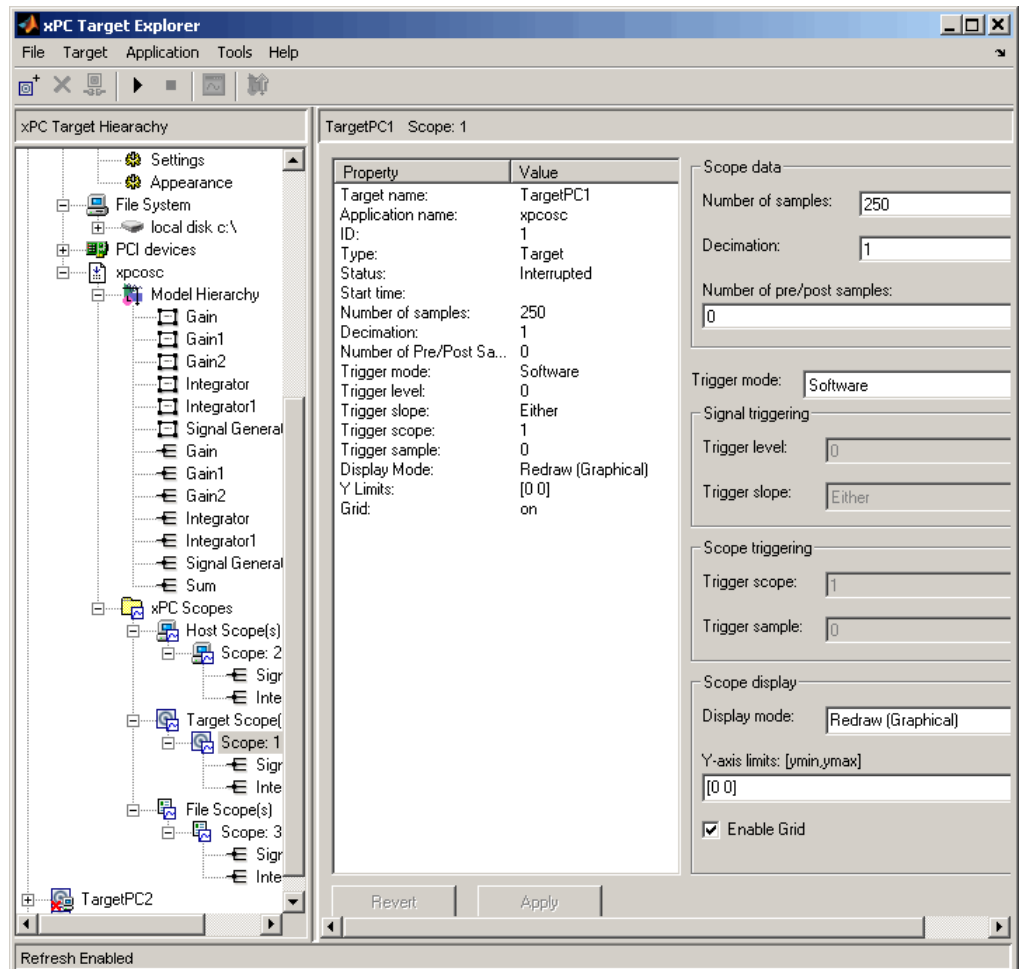 xPC Target Explorer
File Target Application Tools Help
xPC Target Hiearachy
Settings
Appearance
File System
local disk c:\
PCI devices
xpcosc
Model Hierarchy
Gain
Gain1
Gain2
Integrator
Integrator1
Signal General
Gain
Gain1
Gain2
Integrator
Integrator1
Signal General
Sum
xPC Scopes
Host Scope(s)
Scope: 2
Sigr
Inte
Target Scope(
Scope: 1
Sigr
Inte
File Scope(s)
Scope: 3
Sigr
Inte
TargetPC2
TargetPC1 Scope: 1
Property Value
Target name: TargetPC1
Application name: xpcosc
ID: 1
Type: Target
Status: Interrupted
Start time:
Number of samples: 250
Decimation: 1
Number of Pre/Post Sa... 0
Trigger mode: Software
Trigger level: 0
Trigger slope: Either
Trigger scope: 1
Trigger sample: 0
Display Mode: Redraw (Graphical)
Y Limits: [0 0]
Grid: on
Revert Apply
Scope data
Number of samples: 250
Decimation: 1
Number of pre/post samples:
0
Trigger mode: Software
Signal triggering
Trigger level: 0
Trigger slope: Either
Scope triggering
Trigger scope: 1
Trigger sample: 0
Scope display
Display mode: Redraw (Graphical)
Y-axis limits: [ymin,ymax]
[0 0]
Enable Grid
Refresh Enabled